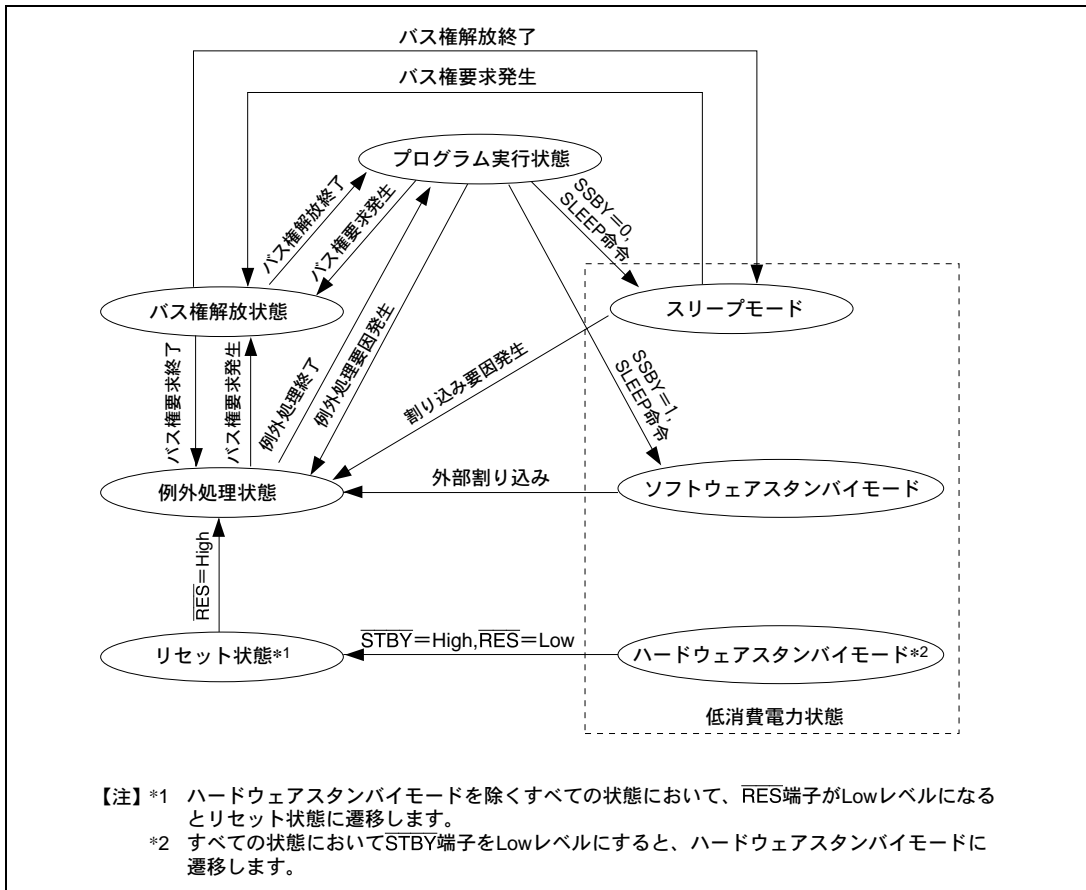 バス権解放終了
バス権要求発生
プログラム実行状態
バス権解放終了
バス権要求発生
SSBY＝0,
SLEEP命令
バス権解放状態
スリープモード
バス権要求終了
バス権要求発生
例外処理終了
例外処理要因発生
割り込み要因発生
SSBY＝1,
SLEEP命令
例外処理状態
外部割り込み
ソフトウェアスタンバイモード
RES＝High
リセット状態*1
STBY＝High,RES＝Low
ハードウェアスタンバイモード*2
低消費電力状態
【注】*1 ハードウェアスタンバイモードを除くすべての状態において、RES端子がLowレベルになる
とリセット状態に遷移します。
*2 すべての状態においてSTBY端子をLowレベルにすると、ハードウェアスタンバイモードに
遷移します。